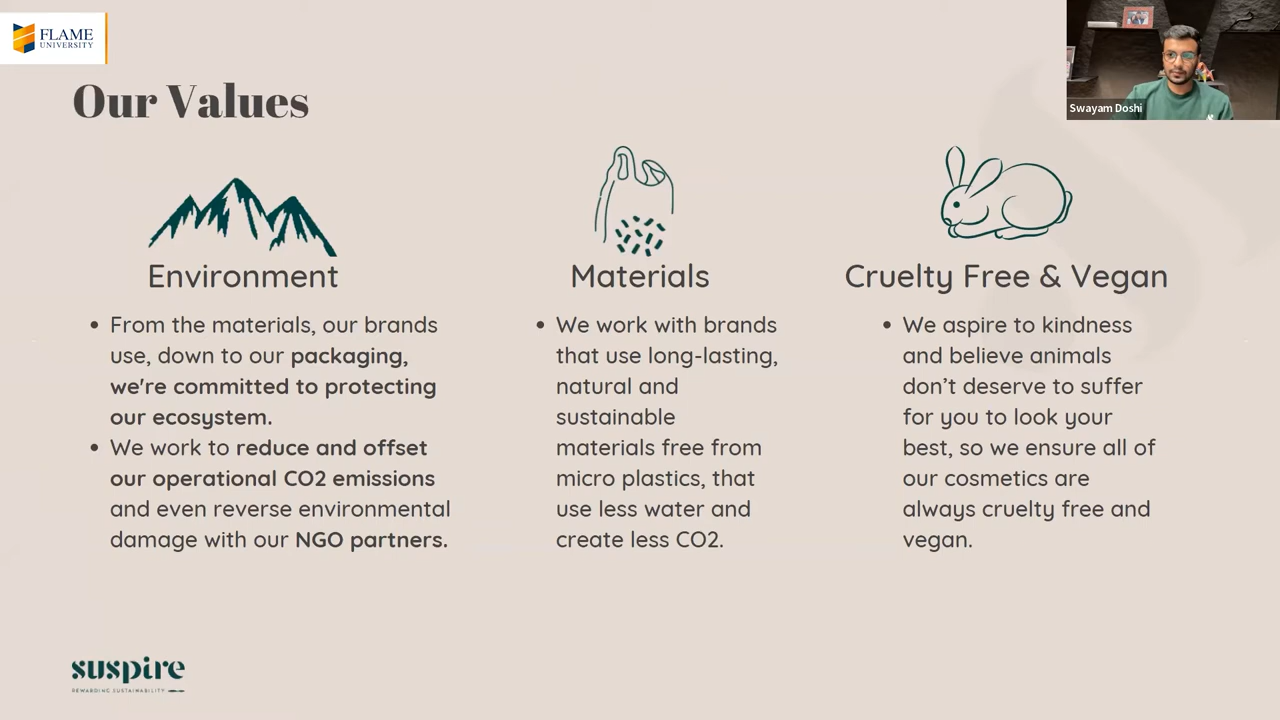 FLAME
UNIVERSITY
Swayam Doshi
Our Values
Environment
From the materials, our brands
use, down to our packaging,
we're committed to protecting
our ecosystem.
We work to reduce and offset
our operational CO2 emissions
and even reverse environmental
damage with our NGO partners.
Materials
We work with brands
that use long-lasting,
natural and
sustainable
materials free from
micro plastics, that
use less water and
create less CO2.
Cruelty Free & Vegan
We aspire to kindness
and believe animals
don’t deserve to suffer
for you to look your
best, so we ensure all of
our cosmetics are
always cruelty free and
vegan.
suspire
REWARDING SUSTAINABILITY